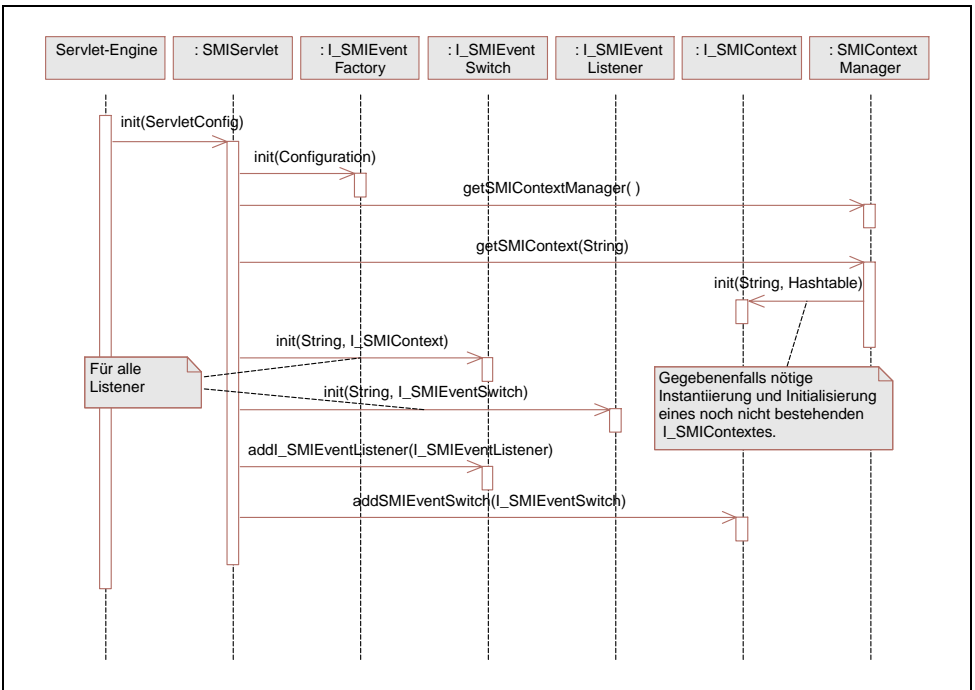 Servlet-Engine
: SMIServlet
: I_SMIEvent
Factory
: I_SMIEvent
Switch
: I_SMIEvent
Listener
: I_SMIContext
: SMIContext
Manager
init(ServletConfig)
init(Configuration)
getSMIContextManager( )
getSMIContext(String)
init(String, Hashtable)
init(String, I_SMIContext)
Für alle
Listener
init(String, I_SMIEventSwitch)
Gegebenenfalls nötige
Instantiierung und Initialisierung
eines noch nicht bestehenden
I_SMIContextes.
addI_SMIEventListener(I_SMIEventListener)
addSMIEventSwitch(I_SMIEventSwitch)